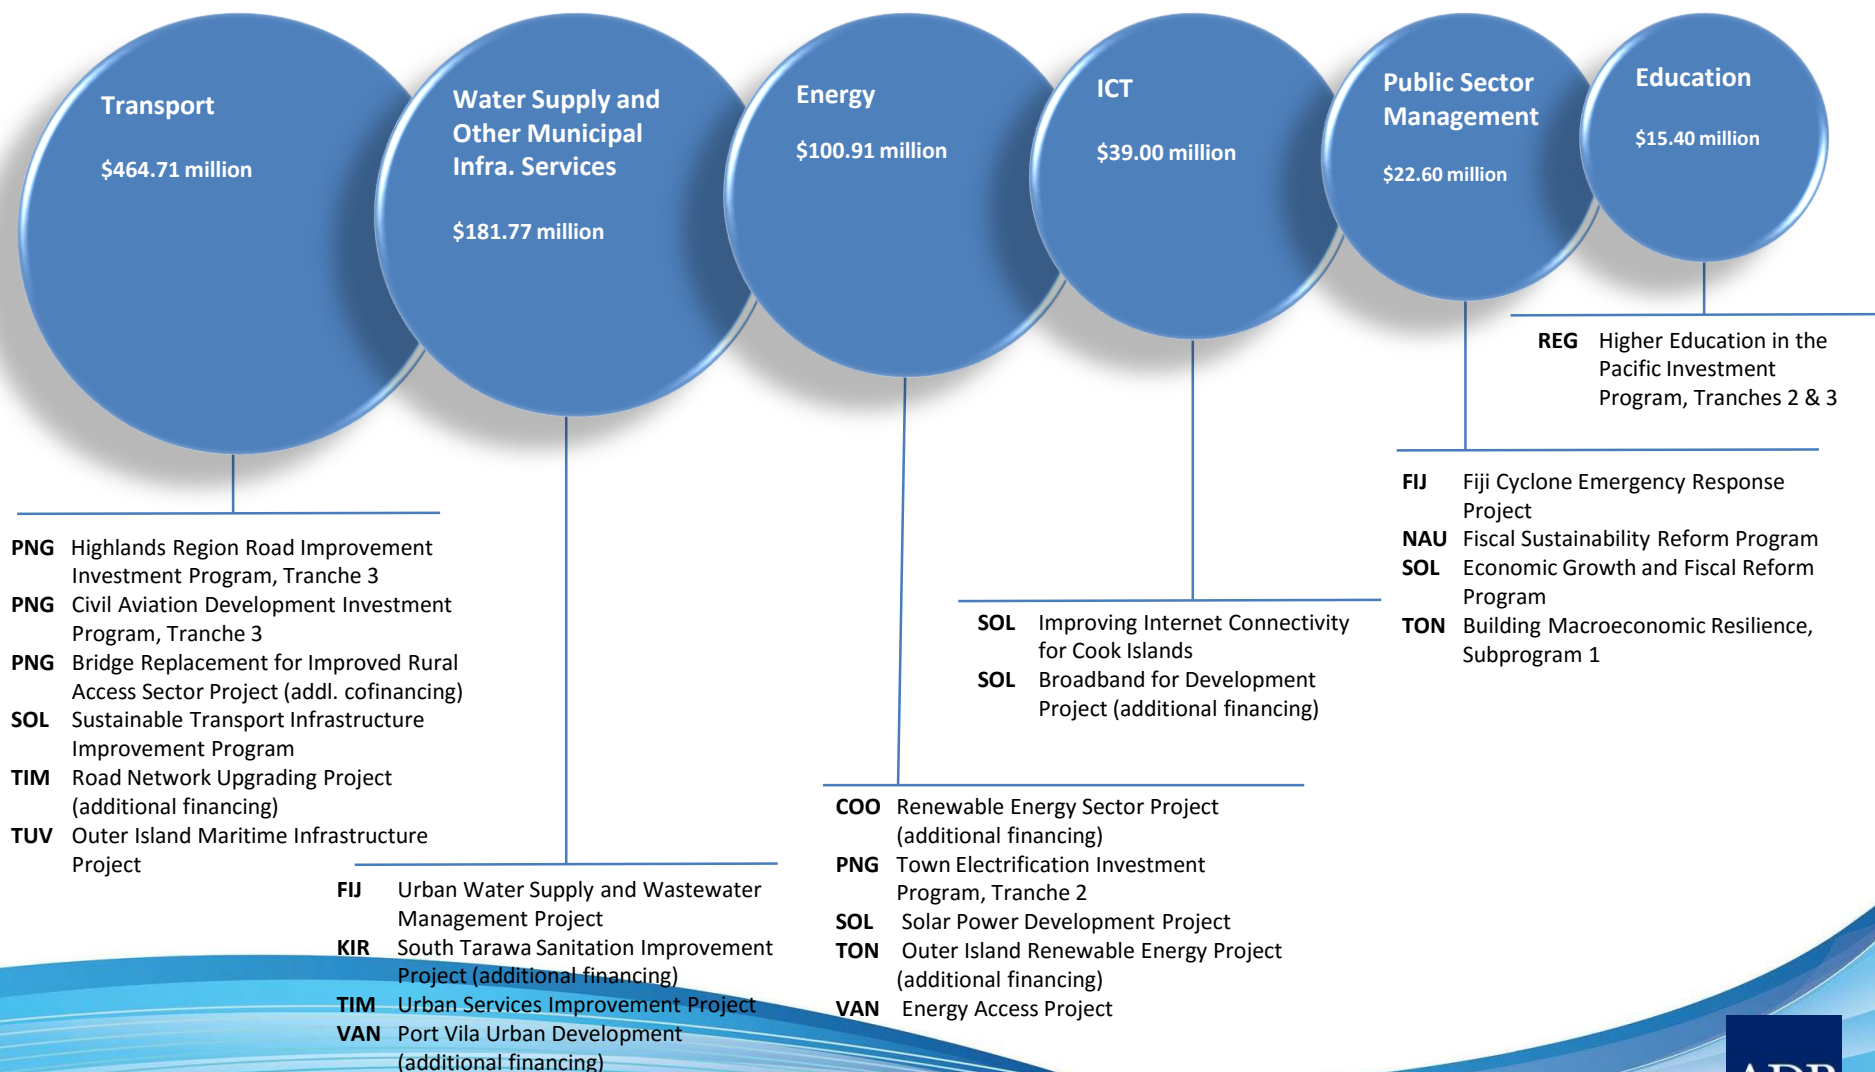 Transport
$464.71 million
Water Supply and
Other Municipal
Infra. Services
$181.77 million
Energy
$100.91 million
ICT
$39.00 million
Public Sector
Management
$22.60 million
Education
$15.40 million
REG Higher Education in the
Pacific Investment
Program, Tranches 2 & 3
FIJ Fiji Cyclone Emergency Response
Project
NAU Fiscal Sustainability Reform Program
SOL Economic Growth and Fiscal Reform
Program
TON Building Macroeconomic Resilience,
Subprogram 1
PNG Highlands Region Road Improvement
Investment Program, Tranche 3
PNG Civil Aviation Development Investment
Program, Tranche 3
PNG Bridge Replacement for Improved Rural
Access Sector Project (addl. cofinancing)
SOL Sustainable Transport Infrastructure
Improvement Program
TIM Road Network Upgrading Project
(additional financing)
TUV Outer Island Maritime Infrastructure
Project
SOL Improving Internet Connectivity
for Cook Islands
SOL Broadband for Development
Project (additional financing)
FIJ Urban Water Supply and Wastewater
Management Project
KIR South Tarawa Sanitation Improvement
Project (additional financing)
TIM Urban Services Improvement Project
VAN Port Vila Urban Development
(additional financing)
COO Renewable Energy Sector Project
(additional financing)
PNG Town Electrification Investment
Program, Tranche 2
SOL Solar Power Development Project
TON Outer Island Renewable Energy Project
(additional financing)
VAN Energy Access Project
ADB